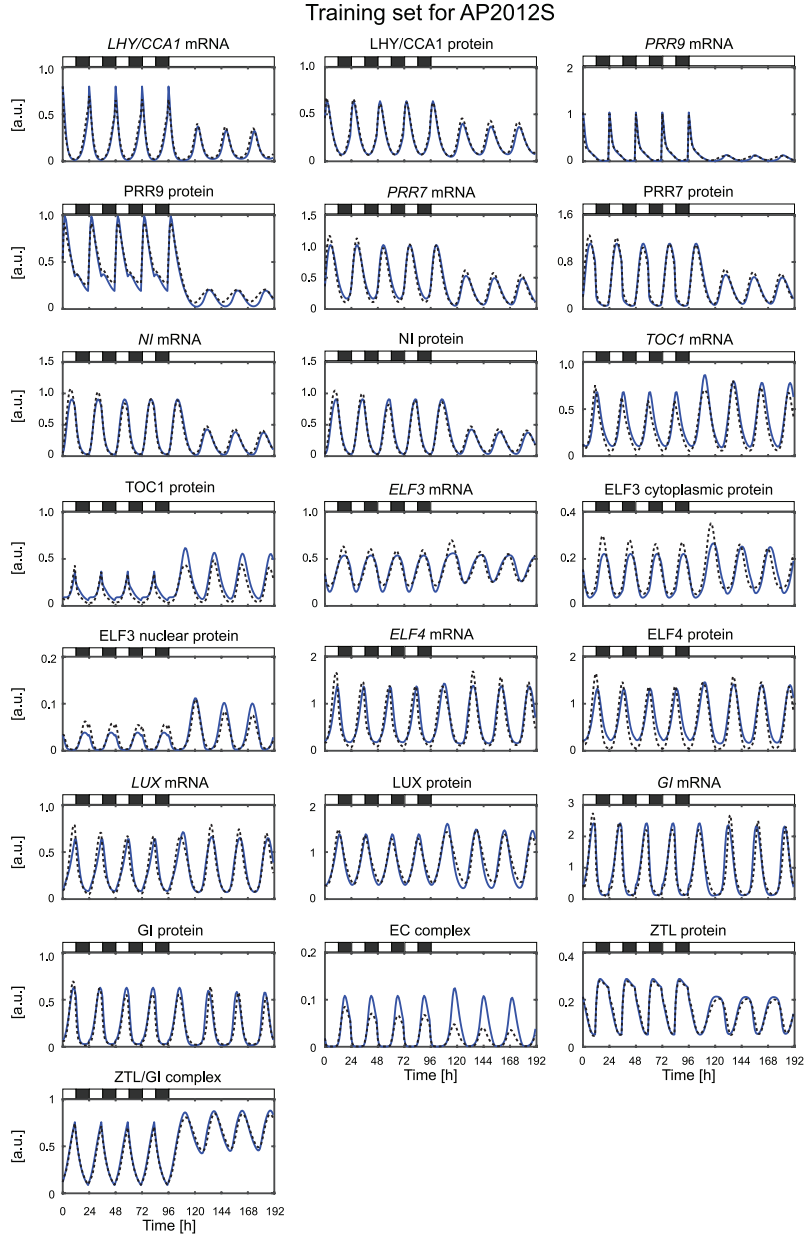 Training set for AP2012S
LHY/CCA1 mRNA LHY/CCA1 protein PRR9 mRNA
1.0 1.0 2
[a.u.] 0.5 0.5 1
0 0 0
PRR9 protein PRR7 mRNA PRR7 protein
1.0 1.5 1.6
[a.u.] 0.5 1.0 0.5 0.8
0 0 0
NI mRNA NI protein TOC1 mRNA
1.5 1.5 1.0
[a.u.] 1.0 0.5 1.0 0.5 0.5
0 0 0
TOC1 protein ELF3 mRNA ELF3 cytoplasmic protein
1.0 1.0 0.4
[a.u.] 0.5 0.5 0.2
0 0 0
ELF3 nuclear protein ELF4 mRNA ELF4 protein
0.2 2 2
[a.u.] 0.1 1 1
0 0 0
LUX mRNA LUX protein GI mRNA
1.0 2 3
[a.u.] 0.5 1 2 1
0 0 0
GI protein EC complex ZTL protein
1.0 0.2 0.4
[a.u.] 0.5 0.1 0.2
0 0 0
0 24 48 72 96 120 144 168 192 0 24 48 72 96 120 144 168 192
Time [h] Time [h]
ZTL/GI complex
1
[a.u.] 0.5
0
0 24 48 72 96 120 144 168 192
Time [h]